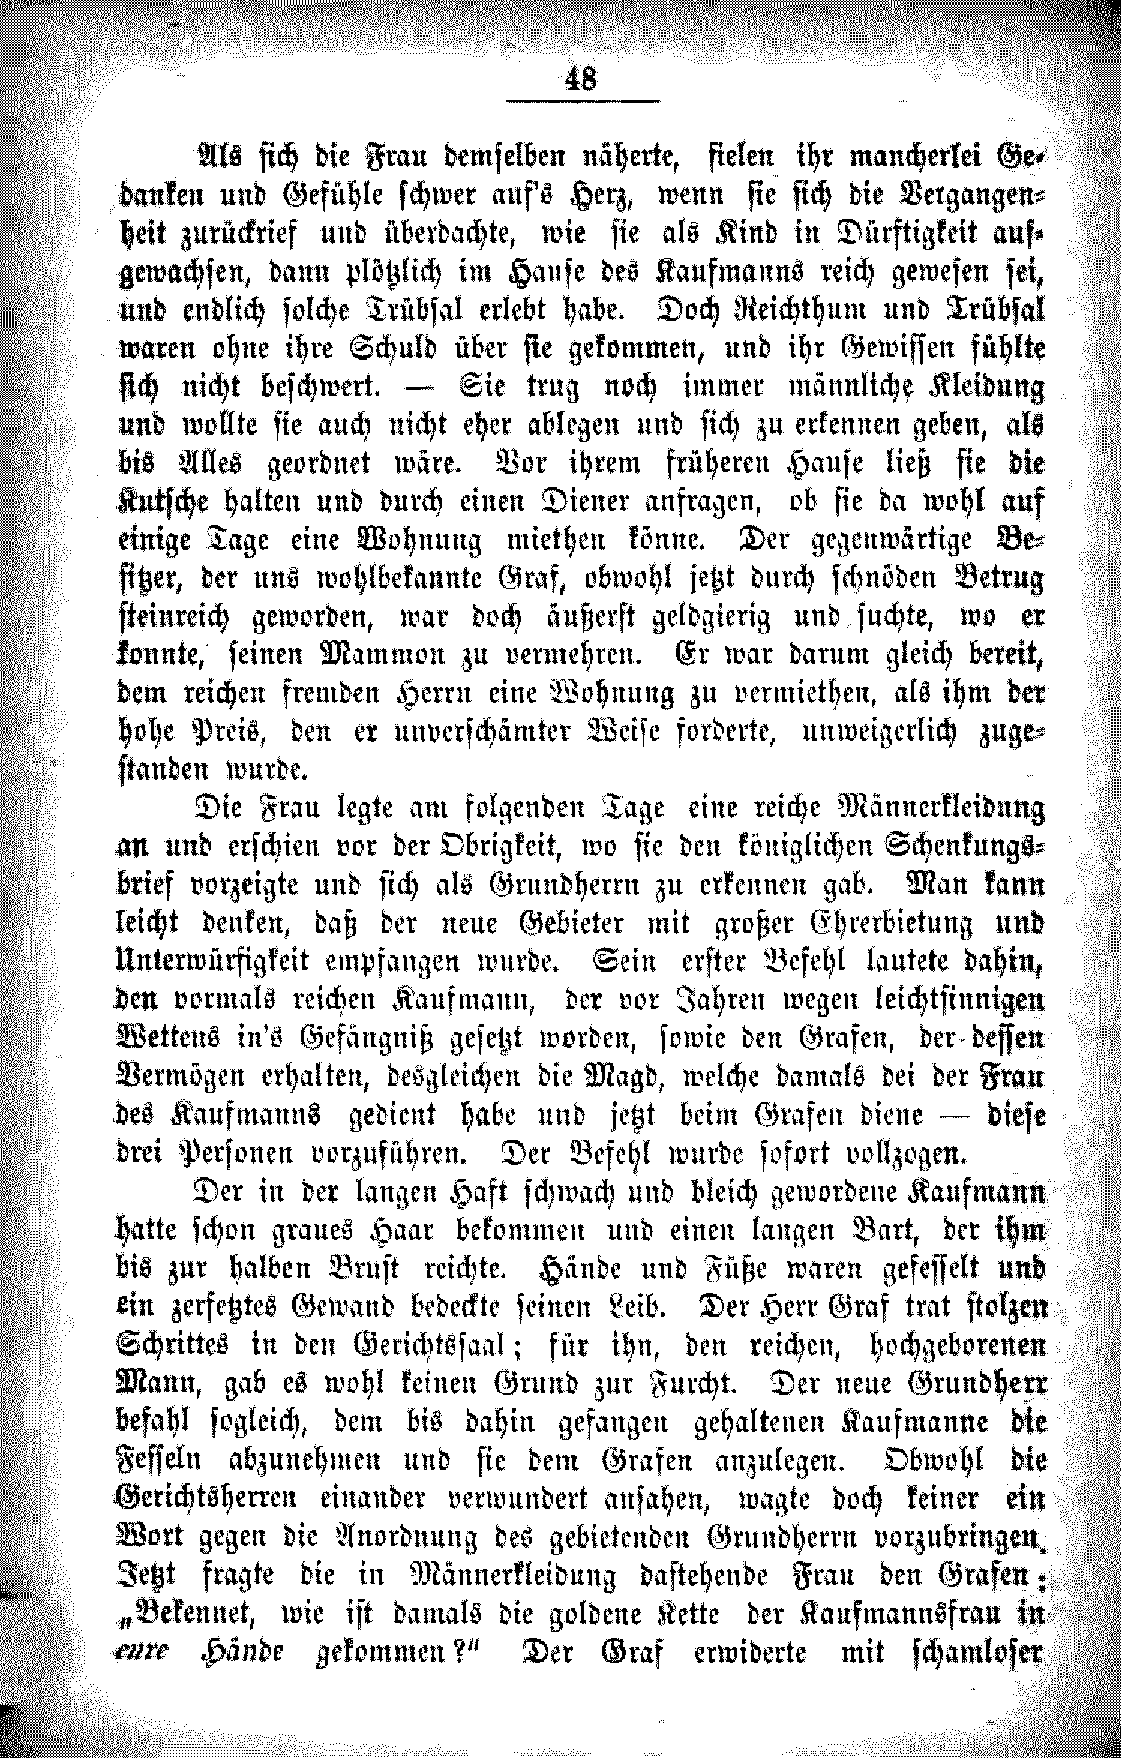 48
Als sich die Frau demselben näherte, fielen ihr mancherlei Ge-
danken und Gefühle schwer auf's Herz, wenn sie sich die Vergangen-
heit zurückrief und überdachte, wie sie als Kind in Dürftigkeit auf-
gewachsen, dann plötzlich im Hause des Kaufmanns reich gewesen sei,
und endlich solche Trübsal erlebt habe. Doch Reichthum und Trübsal
waren ohne ihre Schuld über sie gekommen, und ihr Gewissen fühlte
sich nicht beschwert. — Sie trug noch immer männliche Kleidung
und wollte sie auch nicht eher ablegen und sich zu erkennen geben, als
bis Alles geordnet wäre. Vor ihrem früheren Hause ließ sie die
Kutsche halten und durch einen Diener anfragen, ob sie da wohl auf
einige Tage eine Wohnung miethen könne. Der gegenwärtige Be-
sitzer, der uns wohlbekannte Graf, obwohl jetzt durch schnöden Betrug
steinreich geworden, war doch äußerst geldgierig und suchte, wo er
konnte, seinen Mammon zu vermehren. Er war darum gleich bereit,
dem reichen fremden Herrn eine Wohnung zu vermiethen, als ihm der
hohe Preis, den er unverschämter Weise forderte, unweigerlich zuge-
standen wurde.
Die Frau legte am folgenden Tage eine reiche Männerkleidung
an und erschien vor der Obrigkeit, wo sie den königlichen Schenkungs-
brief vorzeigte und sich als Grundherrn zu erkennen gab. Man kann
leicht denken, daß der neue Gebieter mit großer Ehrerbietung und
Unterwürfigkeit empfangen wurde. Sein erster Befehl lautete dahin,
den vormals reichen Kaufmann, der vor Jahren wegen leichtsinnigen
Wettens in's Gefängniß gesetzt worden, sowie den Grafen, der dessen
Vermögen erhalten, desgleichen die Magd, welche damals bei der Frau
des Kaufmanns gedient habe und jetzt beim Grafen diene — diese
drei Personen vorzuführen. Der Befehl wurde sofort vollzogen.
Der in der langen Haft schwach und bleich gewordene Kaufmann
hatte schon graues Haar bekommen und einen langen Bart, der ihm
bis zur halben Brust reichte. Hände und Füße waren gefesselt und
ein zerfetztes Gewand bedeckte seinen Leib. Der Herr Graf trat stolzen
Schrittes in den Gerichtssaal; für ihn, den reichen, hochgeborenen
Mann, gab es wohl keinen Grund zur Furcht. Der neue Grundherr
befahl sogleich, dem bis dahin gefangen gehaltenen Kaufmanne die
Fesseln abzunehmen und sie dem Grafen anzulegen. Obwohl die
Gerichtsherren einander verwundert ansahen, wagte doch keiner ein
Wort gegen die Anordnung des gebietenden Grundherrn vorzubringen.
Jetzt fragte die in Männerkleidung dastehende Frau den Grafen:
„Bekennet, wie ist damals die goldene Kette der Kaufmannsfrau in
eure Hände gekommen?" Der Graf erwiderte mit schamloser